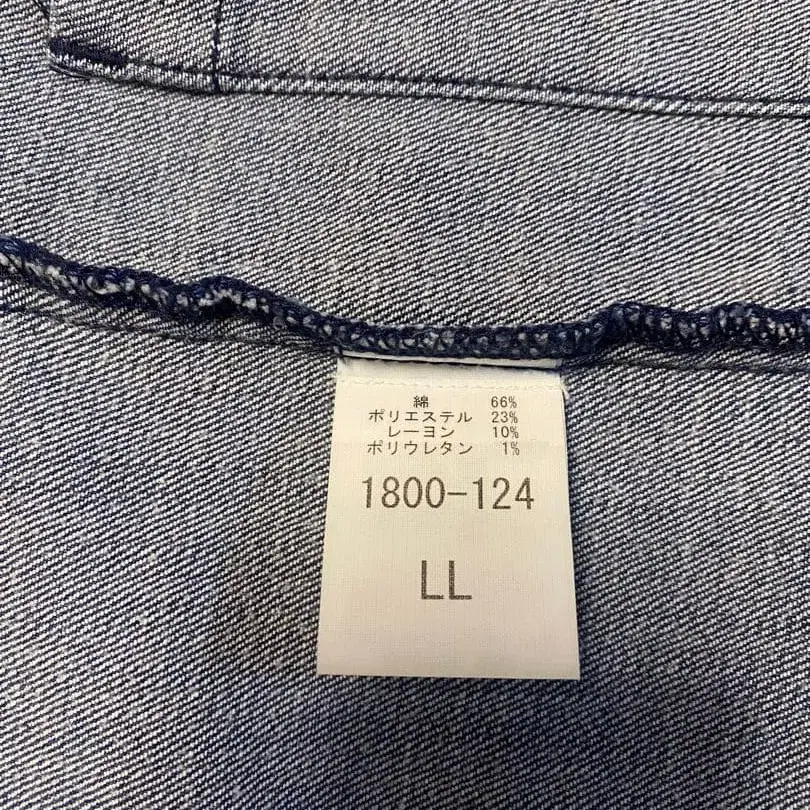 綿 66%
ポリエステル 23%
レーヨン 10%
ポリウレタン 1%
1800-124
LL